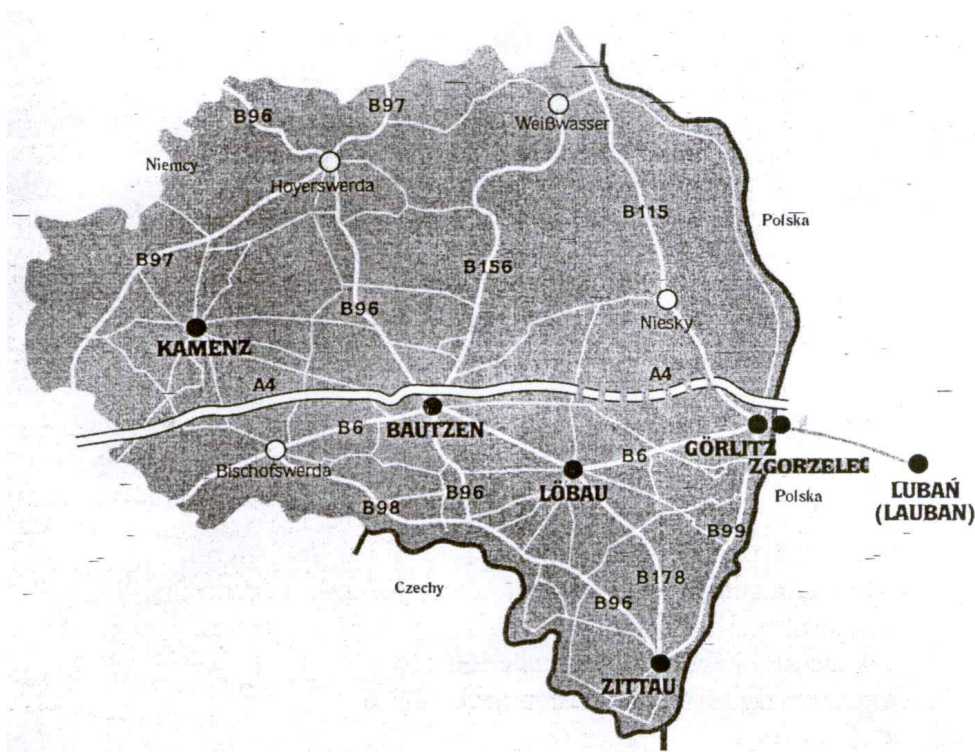 B96
B97
Weißwasser
Niemcy
Hoyerswerda
B115
Polska
B97
B156
B96
Niesky
KAMENZ
A4
A4
B6
BAUTZEN
GÖRLITZ
ZGORZELEC
B6
Bischofswerda
LÖBAU
B96
B98
Polska
LUBAŃ
(LAUBAN)
B99
B178
Czechy
B96
ZITTAU